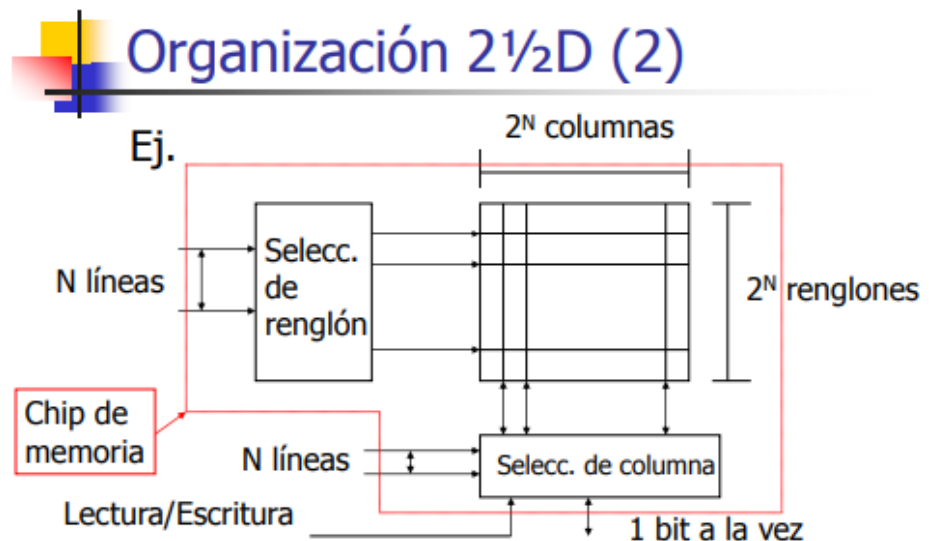 Organización 2½D (2)
Ej.
2ᴺ columnas
N líneas
Selecc.
de
renglón
2ᴺ renglones
Chip de
memoria
N líneas
Selecc. de columna
Lectura/Escritura
1 bit a la vez